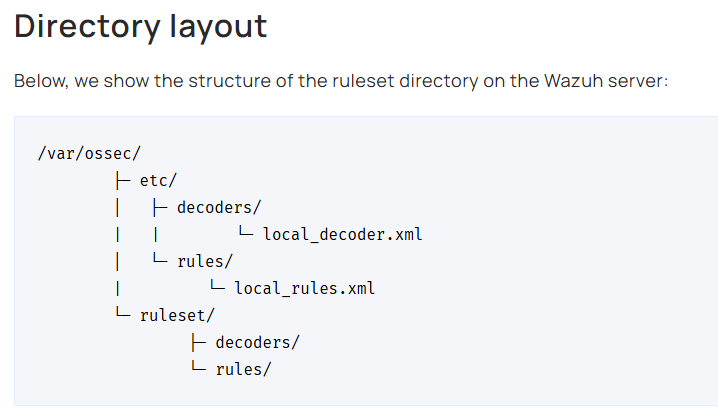 Directory layout
Below, we show the structure of the ruleset directory on the Wazuh server:
/var/ossec/
├─ etc/
│ ├─ decoders/
| | └─ local_decoder.xml
│ └─ rules/
| └─ local_rules.xml
└─ ruleset/
├─ decoders/
└─ rules/